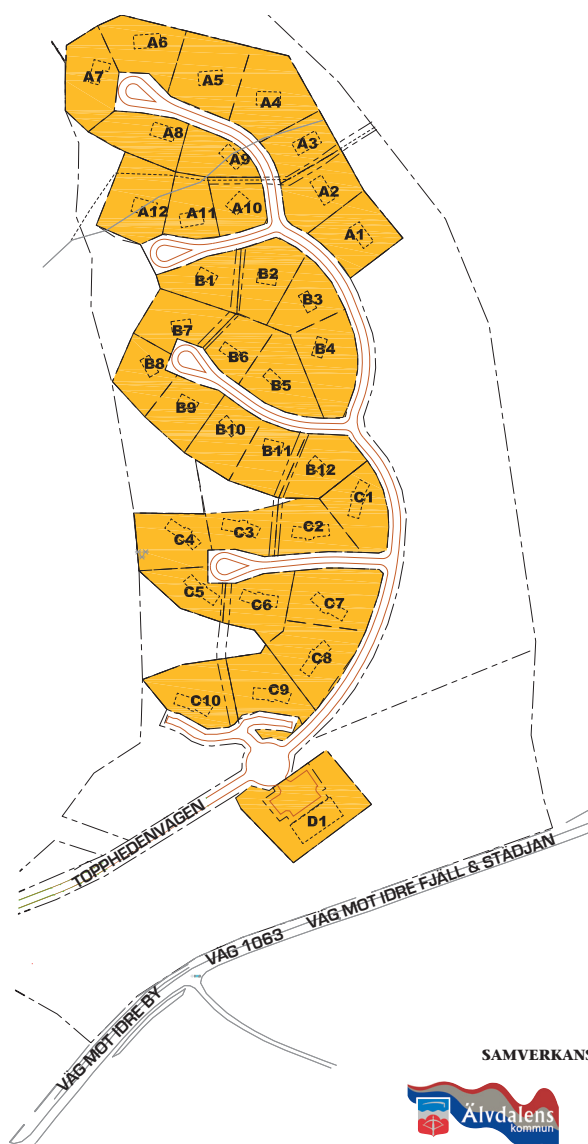 A6
A7
A5
A4
A8
A3
A9
A2
A12
A11
A10
A1
B1
B2
B3
B7
B6
B4
B8
B5
B9
B10
B11
B12
C1
C4
C3
C2
C5
C6
C7
C8
C10
C9
D1
TOPPHEDENVÄGEN
VÄG MOT IDRE FJÄLL & STÄDJAN
VÄG 1063
VÄG MOT IDRE BY
SAMVERKANS
Älvdalens
kommun